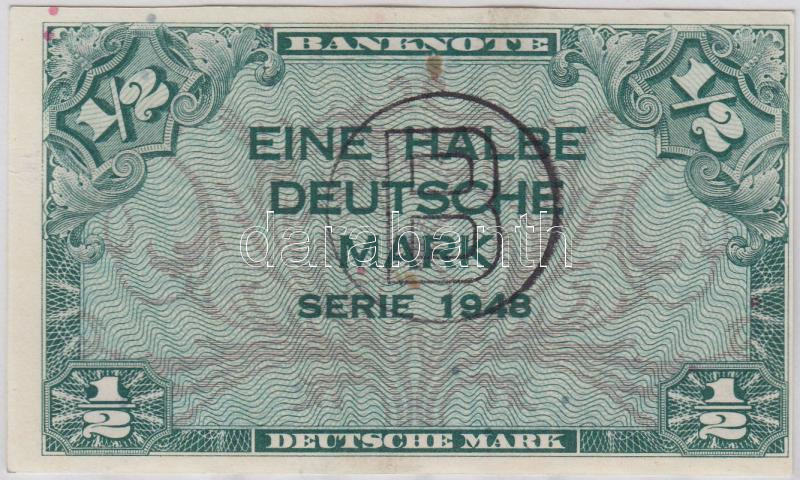 BANKNOTE
1/2 1/2
EINE HALBE
DEUTSCHE
B
darabanth
MARK
SERIE 1948
1/2 1/2
DEUTSCHE MARK